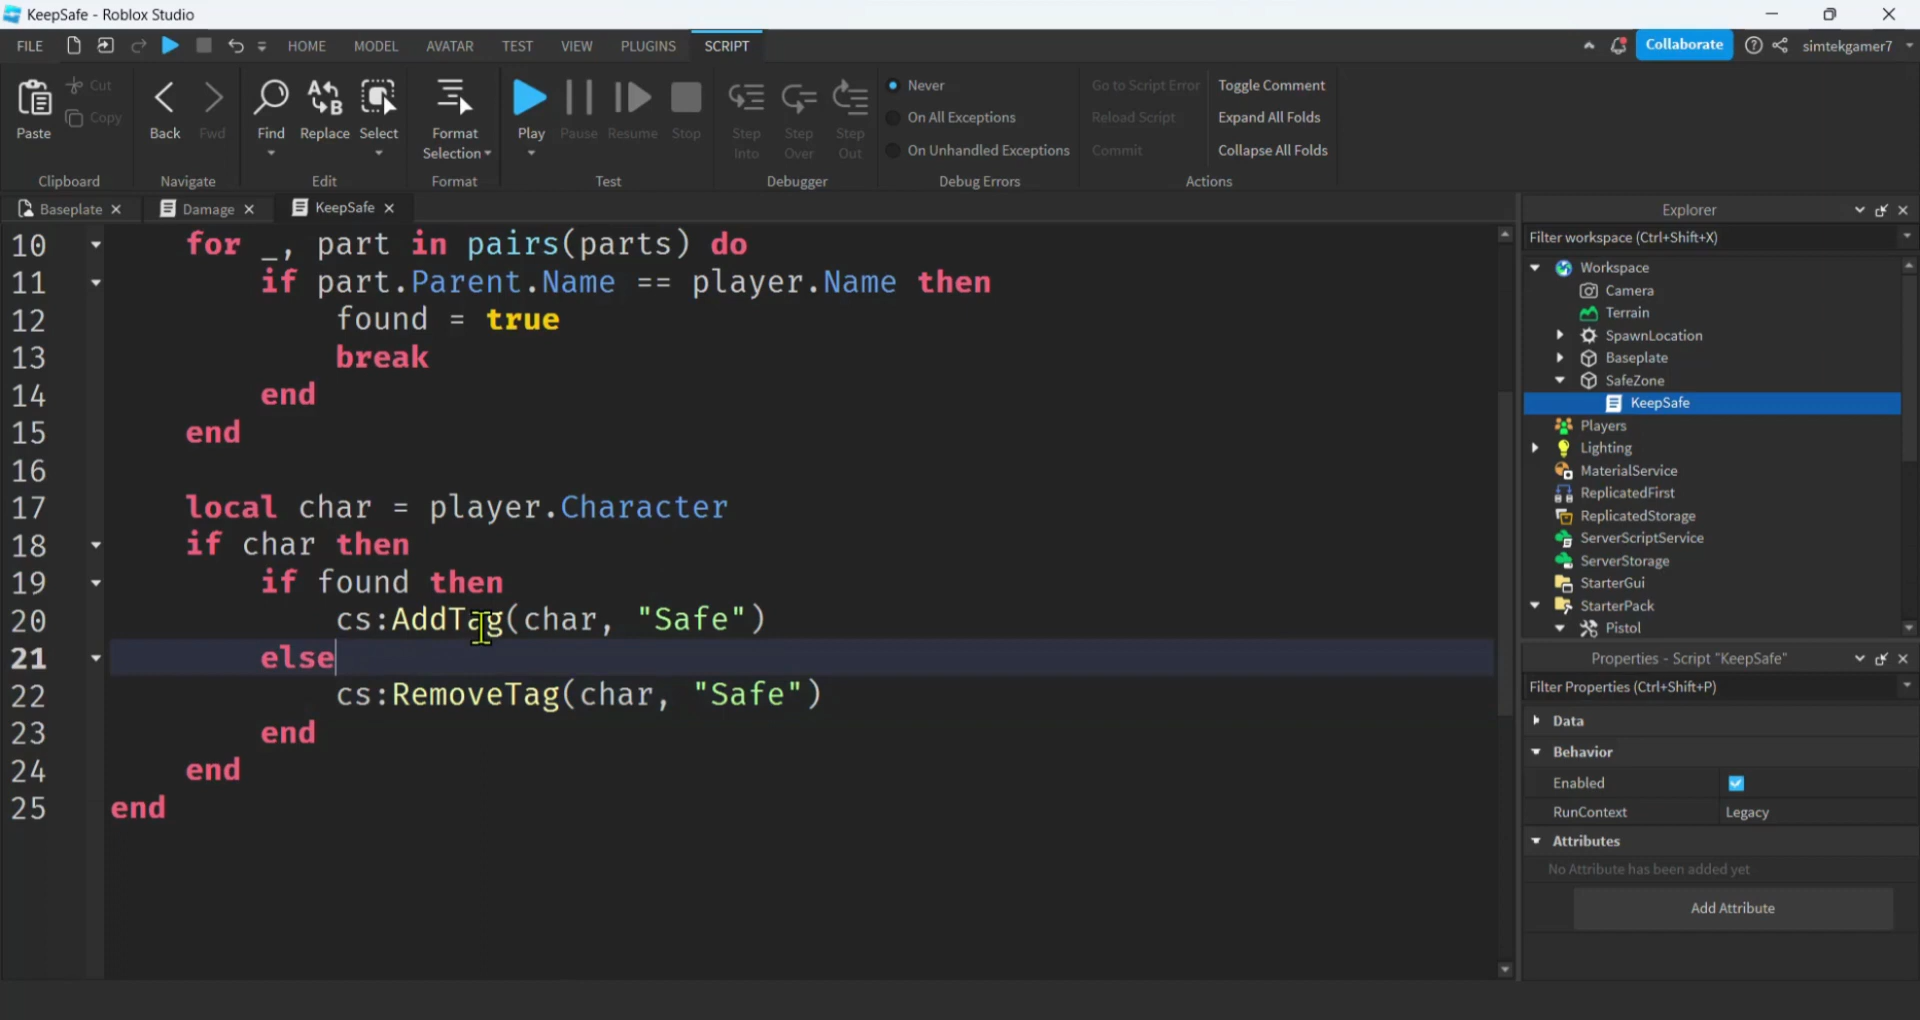 KeepSafe - Roblox Studio
FILE HOME MODEL AVATAR TEST VIEW PLUGINS SCRIPT Collaborate simtekgamer7
Paste Cut Copy Back Fwd Find Replace Select Format Selection Play Pause Resume Stop Step Into Step Over Step Out
Never
On All Exceptions
On Unhandled Exceptions
Go to Script Error
Reload Script
Commit
Toggle Comment
Expand All Folds
Collapse All Folds
Clipboard Navigate Edit Format Test Debugger Debug Errors Actions
Baseplate Damage KeepSafe
10 for _, part in pairs(parts) do
11 if part.Parent.Name == player.Name then
12 found = true
13 break
14 end
15 end
16
17 local char = player.Character
18 if char then
19 if found then
20 cs:AddTag(char, "Safe")
21 else
22 cs:RemoveTag(char, "Safe")
23 end
24 end
25 end
Explorer
Filter workspace (Ctrl+Shift+X)
Workspace
Camera
Terrain
SpawnLocation
Baseplate
SafeZone
KeepSafe
Players
Lighting
MaterialService
ReplicatedFirst
ReplicatedStorage
ServerScriptService
ServerStorage
StarterGui
StarterPack
Pistol
Properties - Script "KeepSafe"
Filter Properties (Ctrl+Shift+P)
Data
Behavior
Enabled
RunContext Legacy
Attributes
No Attribute has been added yet
Add Attribute